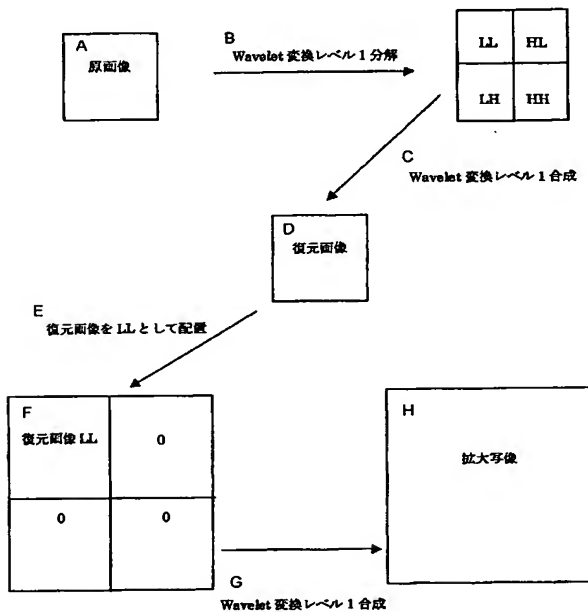 A
原画像
B
Wavelet 変換レベル1分解
LL HL
LH HH
C
Wavelet 変換レベル1合成
D
復元画像
E
復元画像をLLとして配置
F
復元画像 LL
0
0
0
G
Wavelet 変換レベル1合成
H
拡大写像